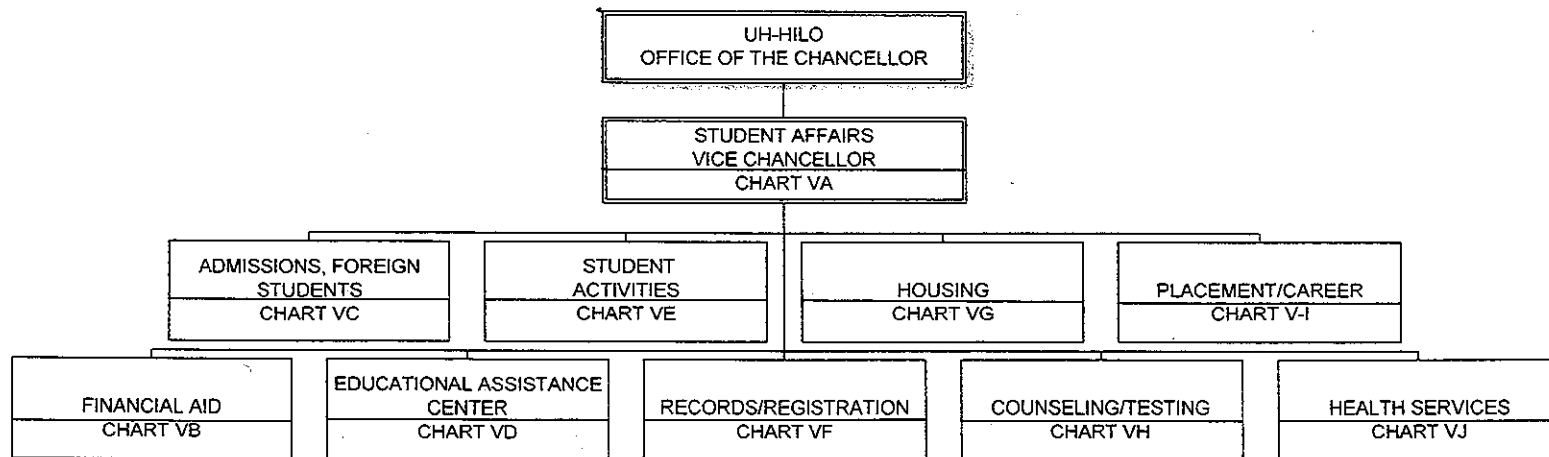 UH-HILO
OFFICE OF THE CHANCELLOR
STUDENT AFFAIRS
VICE CHANCELLOR
CHART VA
ADMISSIONS, FOREIGN
STUDENTS
CHART VC
STUDENT
ACTIVITIES
CHART VE
HOUSING
CHART VG
PLACEMENT/CAREER
CHART V-I
FINANCIAL AID
CHART VB
EDUCATIONAL ASSISTANCE
CENTER
CHART VD
RECORDS/REGISTRATION
CHART VF
COUNSELING/TESTING
CHART VH
HEALTH SERVICES
CHART VJ